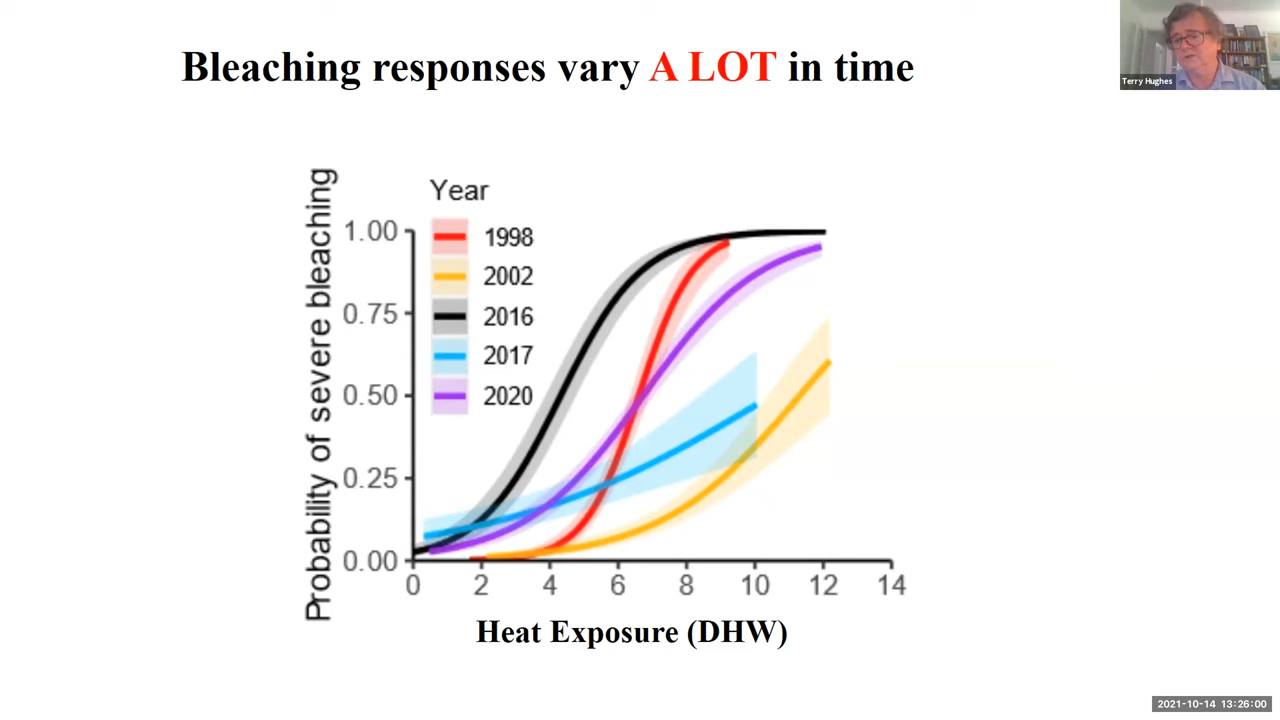 Bleaching responses vary A LOT in time
Terry Hughes
Probability of severe bleaching
Year
1998
2002
2016
2017
2020
1.00
0.75
0.50
0.25
0.00
0 2 4 6 8 10 12 14
Heat Exposure (DHW)
2021-10-14 13:26:00